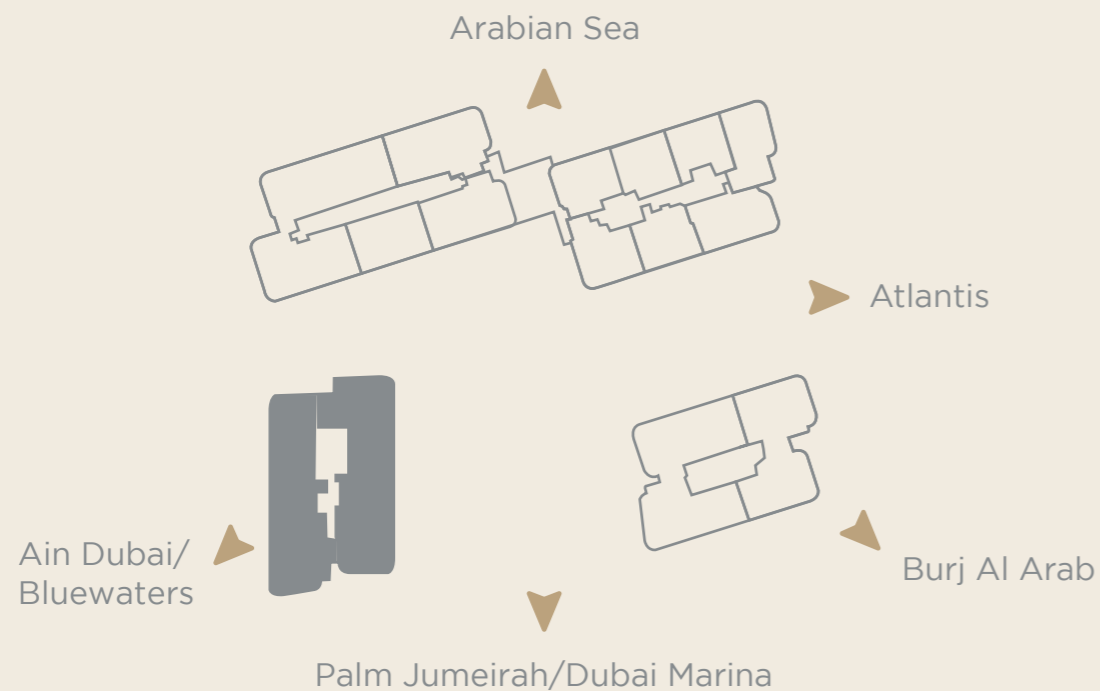 Arabian Sea
Atlantis
Ain Dubai/
Bluewaters
Burj Al Arab
Palm Jumeirah/Dubai Marina